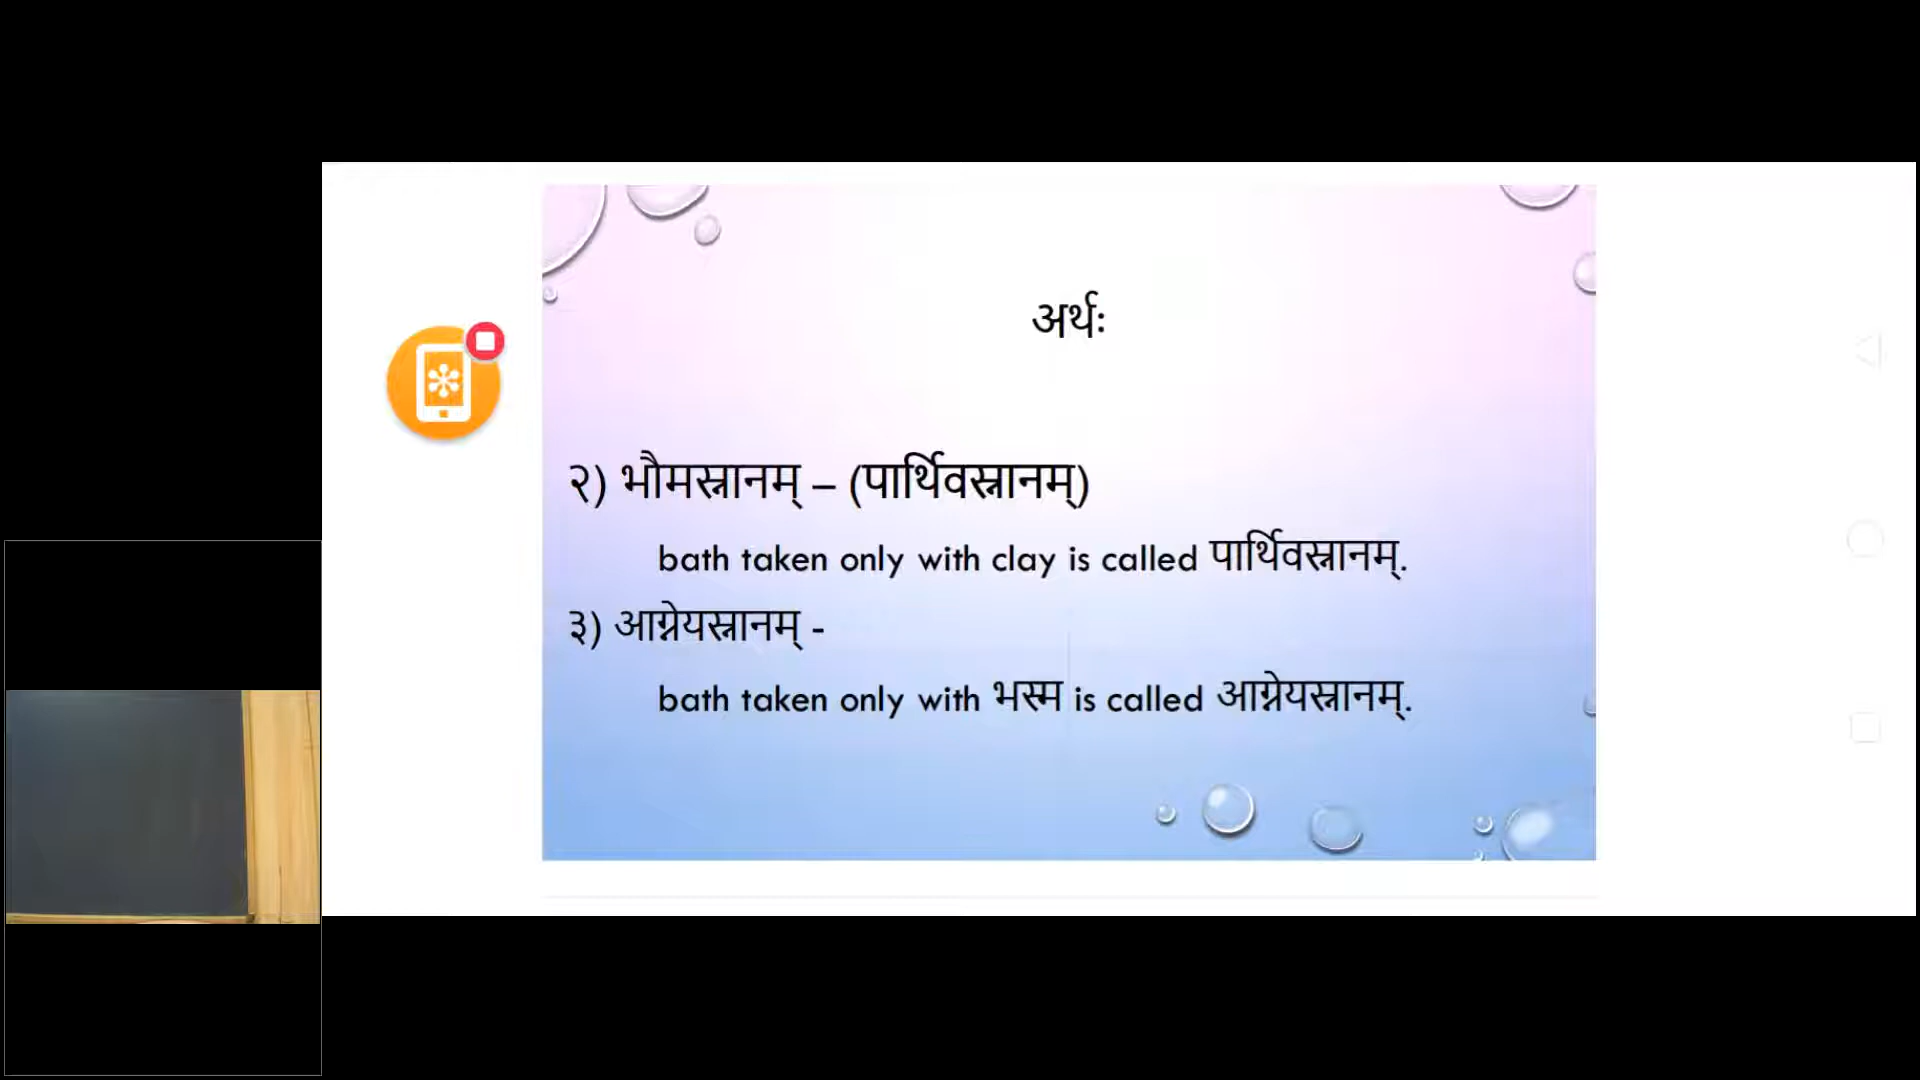 अर्थः
२) भौमस्नानम् – (पार्थिवस्नानम्)
bath taken only with clay is called पार्थिवस्नानम्.
३) आग्नेयस्नानम् -
bath taken only with भस्म is called आग्नेयस्नानम्.